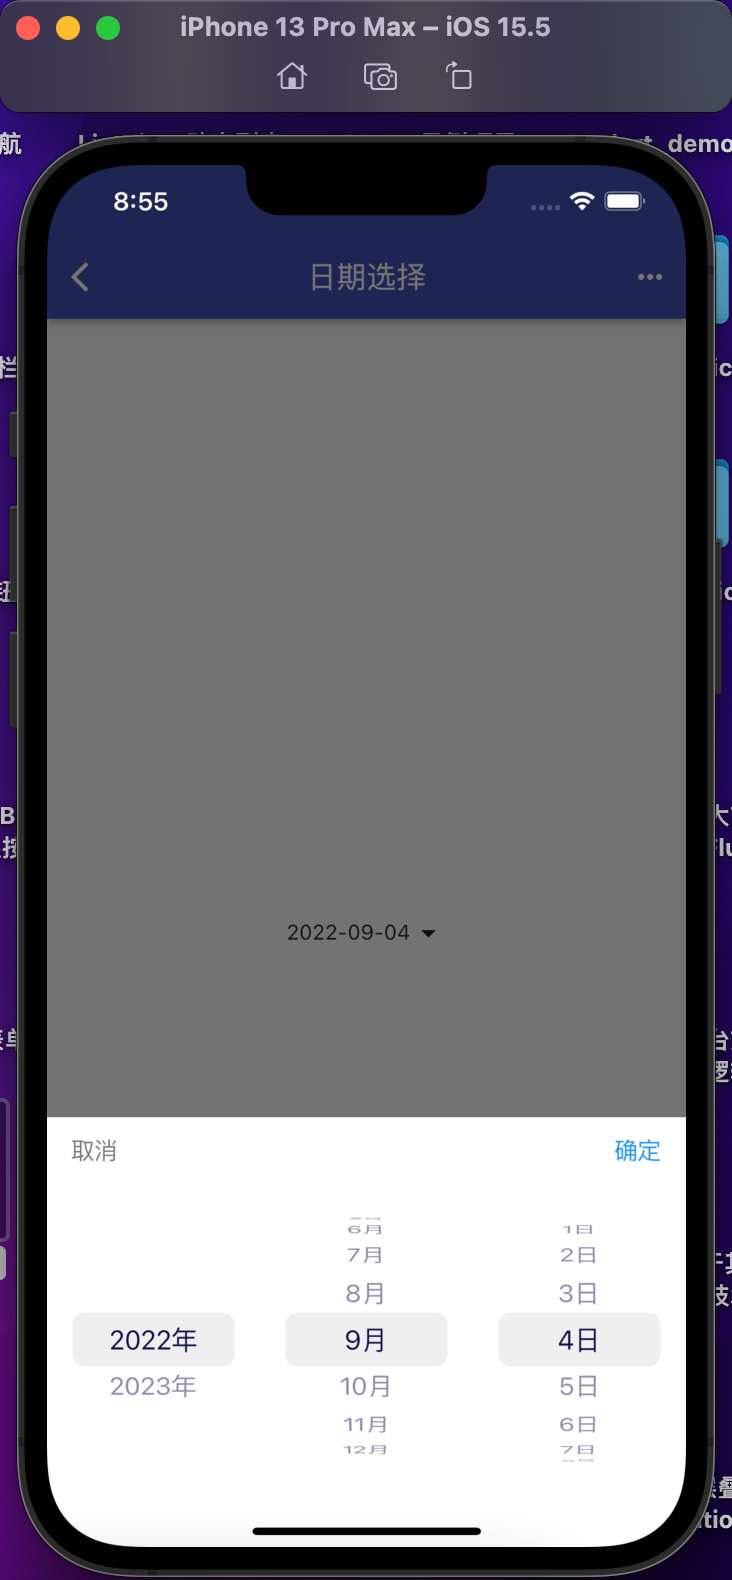 iPhone 13 Pro Max – iOS 15.5
航
demo
8:55
日期选择
栏
2022-09-04
取消
确定
6月
1日
7月
2日
8月
3日
2022年
9月
4日
2023年
10月
5日
11月
6日
12月
7日